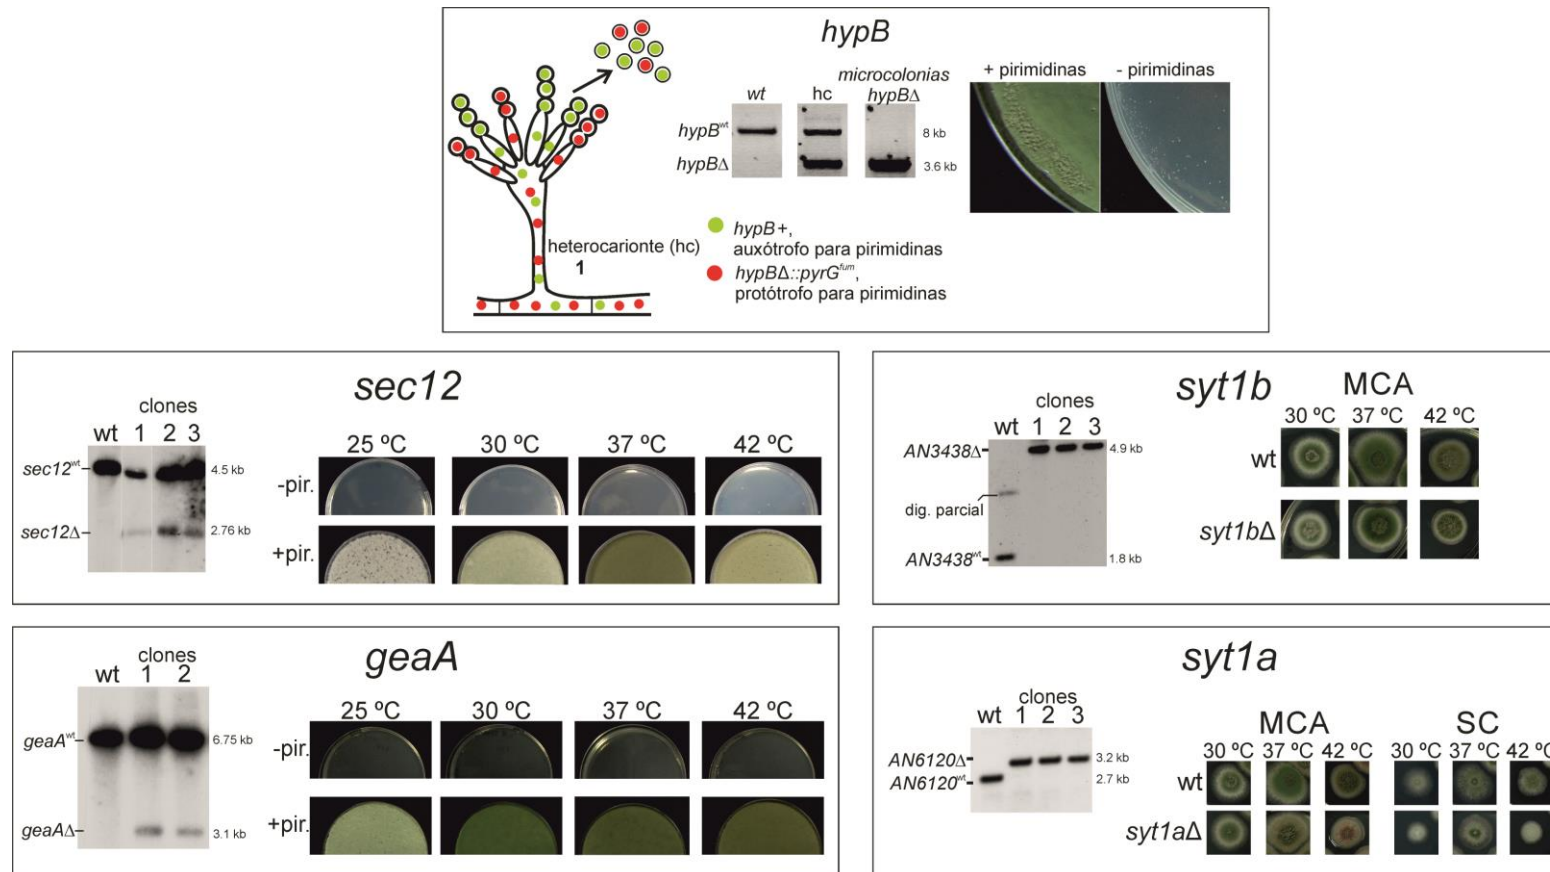 hypB
+ pirimidinas - pirimidinas
microcolonias
wt hc hypBΔ
hypBwt 8 kb
hypBΔ 3.6 kb
heterocarionte (hc)
1
hypB+,
auxótrofo para pirimidinas
hypBΔ::pyrGfum,
protótrofo para pirimidinas
sec12
clones
wt 1 2 3
25 ºC 30 ºC 37 ºC 42 ºC
sec12wt 4.5 kb
-pir.
sec12Δ 2.76 kb
+pir.
syt1b MCA
clones
wt 1 2 3
30 ºC 37 ºC 42 ºC
AN3438Δ 4.9 kb
wt
dig. parcial
syt1bΔ
AN3438wt 1.8 kb
geaA
clones
wt 1 2
25 ºC 30 ºC 37 ºC 42 ºC
geaAwt 6.75 kb
-pir.
geaAΔ 3.1 kb
+pir.
syt1a
clones
wt 1 2 3
MCA SC
30 ºC 37 ºC 42 ºC 30 ºC 37 ºC 42 ºC
AN6120Δ 3.2 kb
AN6120wt 2.7 kb
wt
syt1aΔ